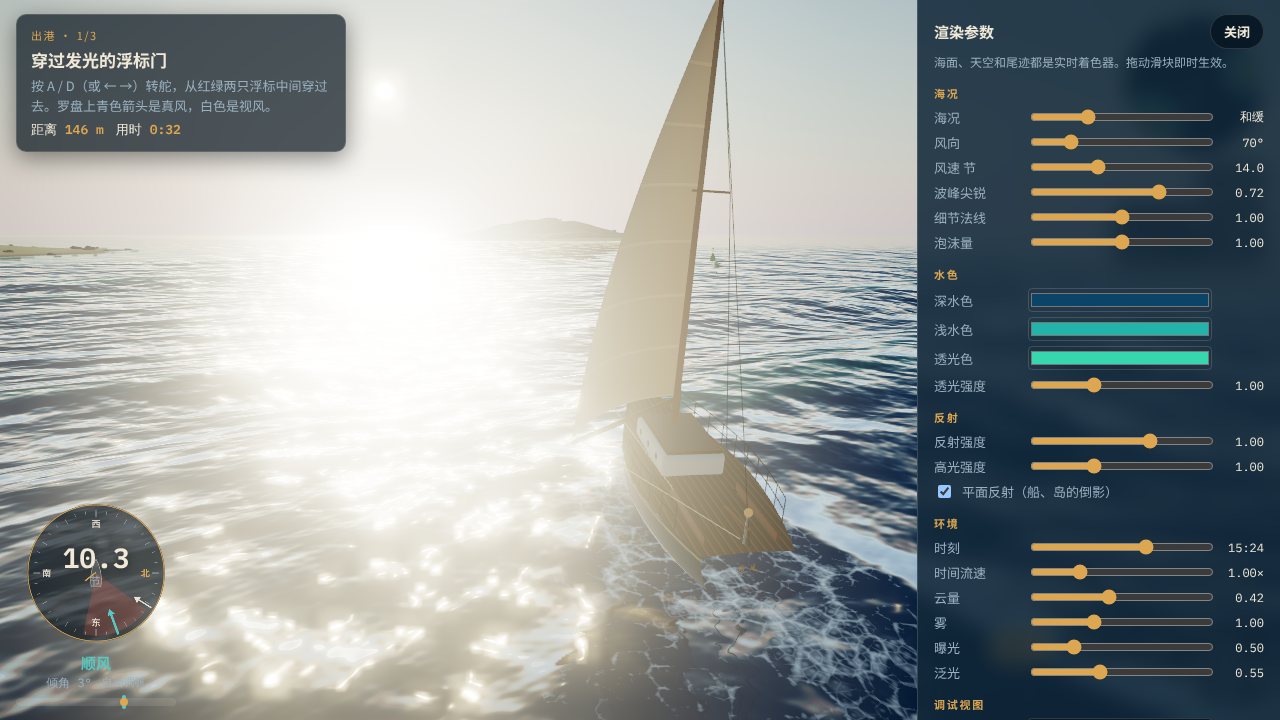 出港 · 1/3
穿过发光的浮标门
按 A / D（或 ← →）转舵，从红绿两只浮标中间穿过
去。罗盘上青色箭头是真风，白色是视风。
距离 146 m 用时 0:32
西
10.3
南
北
东
顺风
倾角 3°
渲染参数
关闭
海面、天空和尾迹都是实时着色器。拖动滑块即时生效。
海况
海况 和缓
风向 70°
风速 节 14.0
波峰尖锐 0.72
细节法线 1.00
泡沫量 1.00
水色
深水色
浅水色
透光色
透光强度 1.00
反射
反射强度 1.00
高光强度 1.00
平面反射（船、岛的倒影）
环境
时刻 15:24
时间流速 1.00×
云量 0.42
雾 1.00
曝光 0.50
泛光 0.55
调试视图